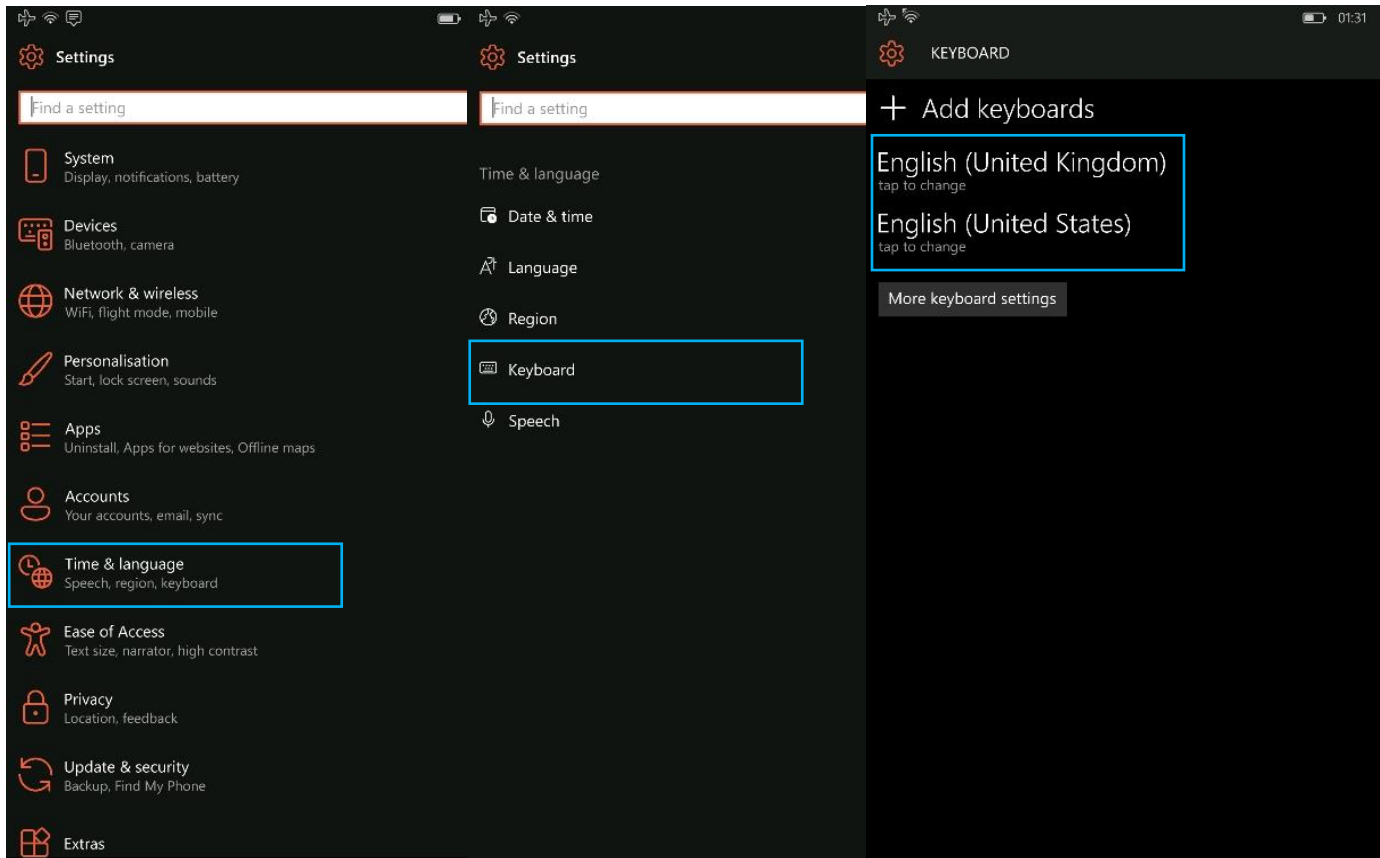 Settings
Find a setting
System
Display, notifications, battery
Devices
Bluetooth, camera
Network & wireless
WiFi, flight mode, mobile
Personalisation
Start, lock screen, sounds
Apps
Uninstall, Apps for websites, Offline maps
Accounts
Your accounts, email, sync
Time & language
Speech, region, keyboard
Ease of Access
Text size, narrator, high contrast
Privacy
Location, feedback
Update & security
Backup, Find My Phone
Extras
Settings
Find a setting
Time & language
Date & time
Language
Region
Keyboard
Speech
01:31
KEYBOARD
+ Add keyboards
English (United Kingdom)
tap to change
English (United States)
tap to change
More keyboard settings